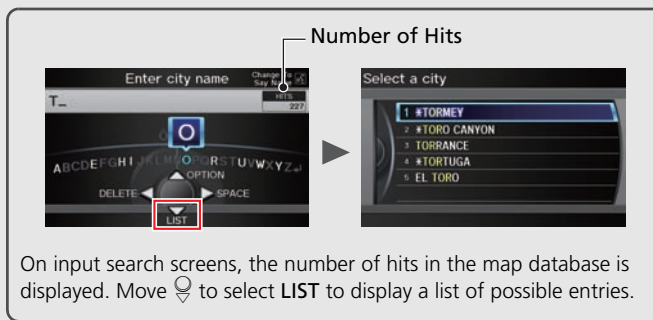 Number of Hits
Enter city name
Change To
Say Name
T_
HITS
227
O
ABCDEFGHIJKLMNOPQRSTUVWXYZ
OPTION
DELETE
SPACE
LIST
Select a city
1 *TORMEY
2 *TORO CANYON
3 TORRANCE
4 *TORTUGA
5 EL TORO
On input search screens, the number of hits in the map database is
displayed. Move to select LIST to display a list of possible entries.